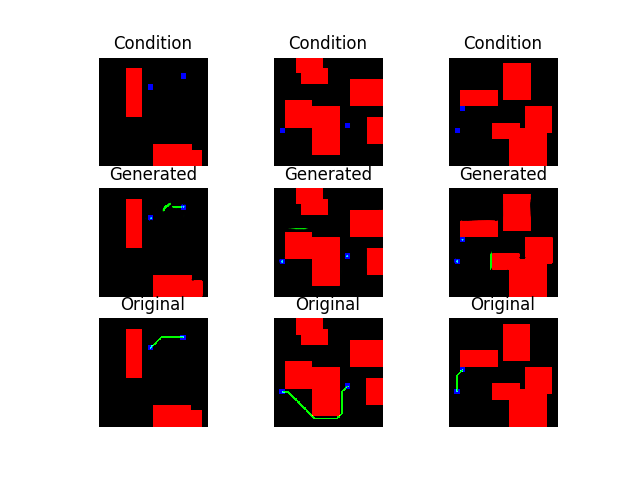 Condition Condition Condition
Generated Generated Generated
Original Original Original